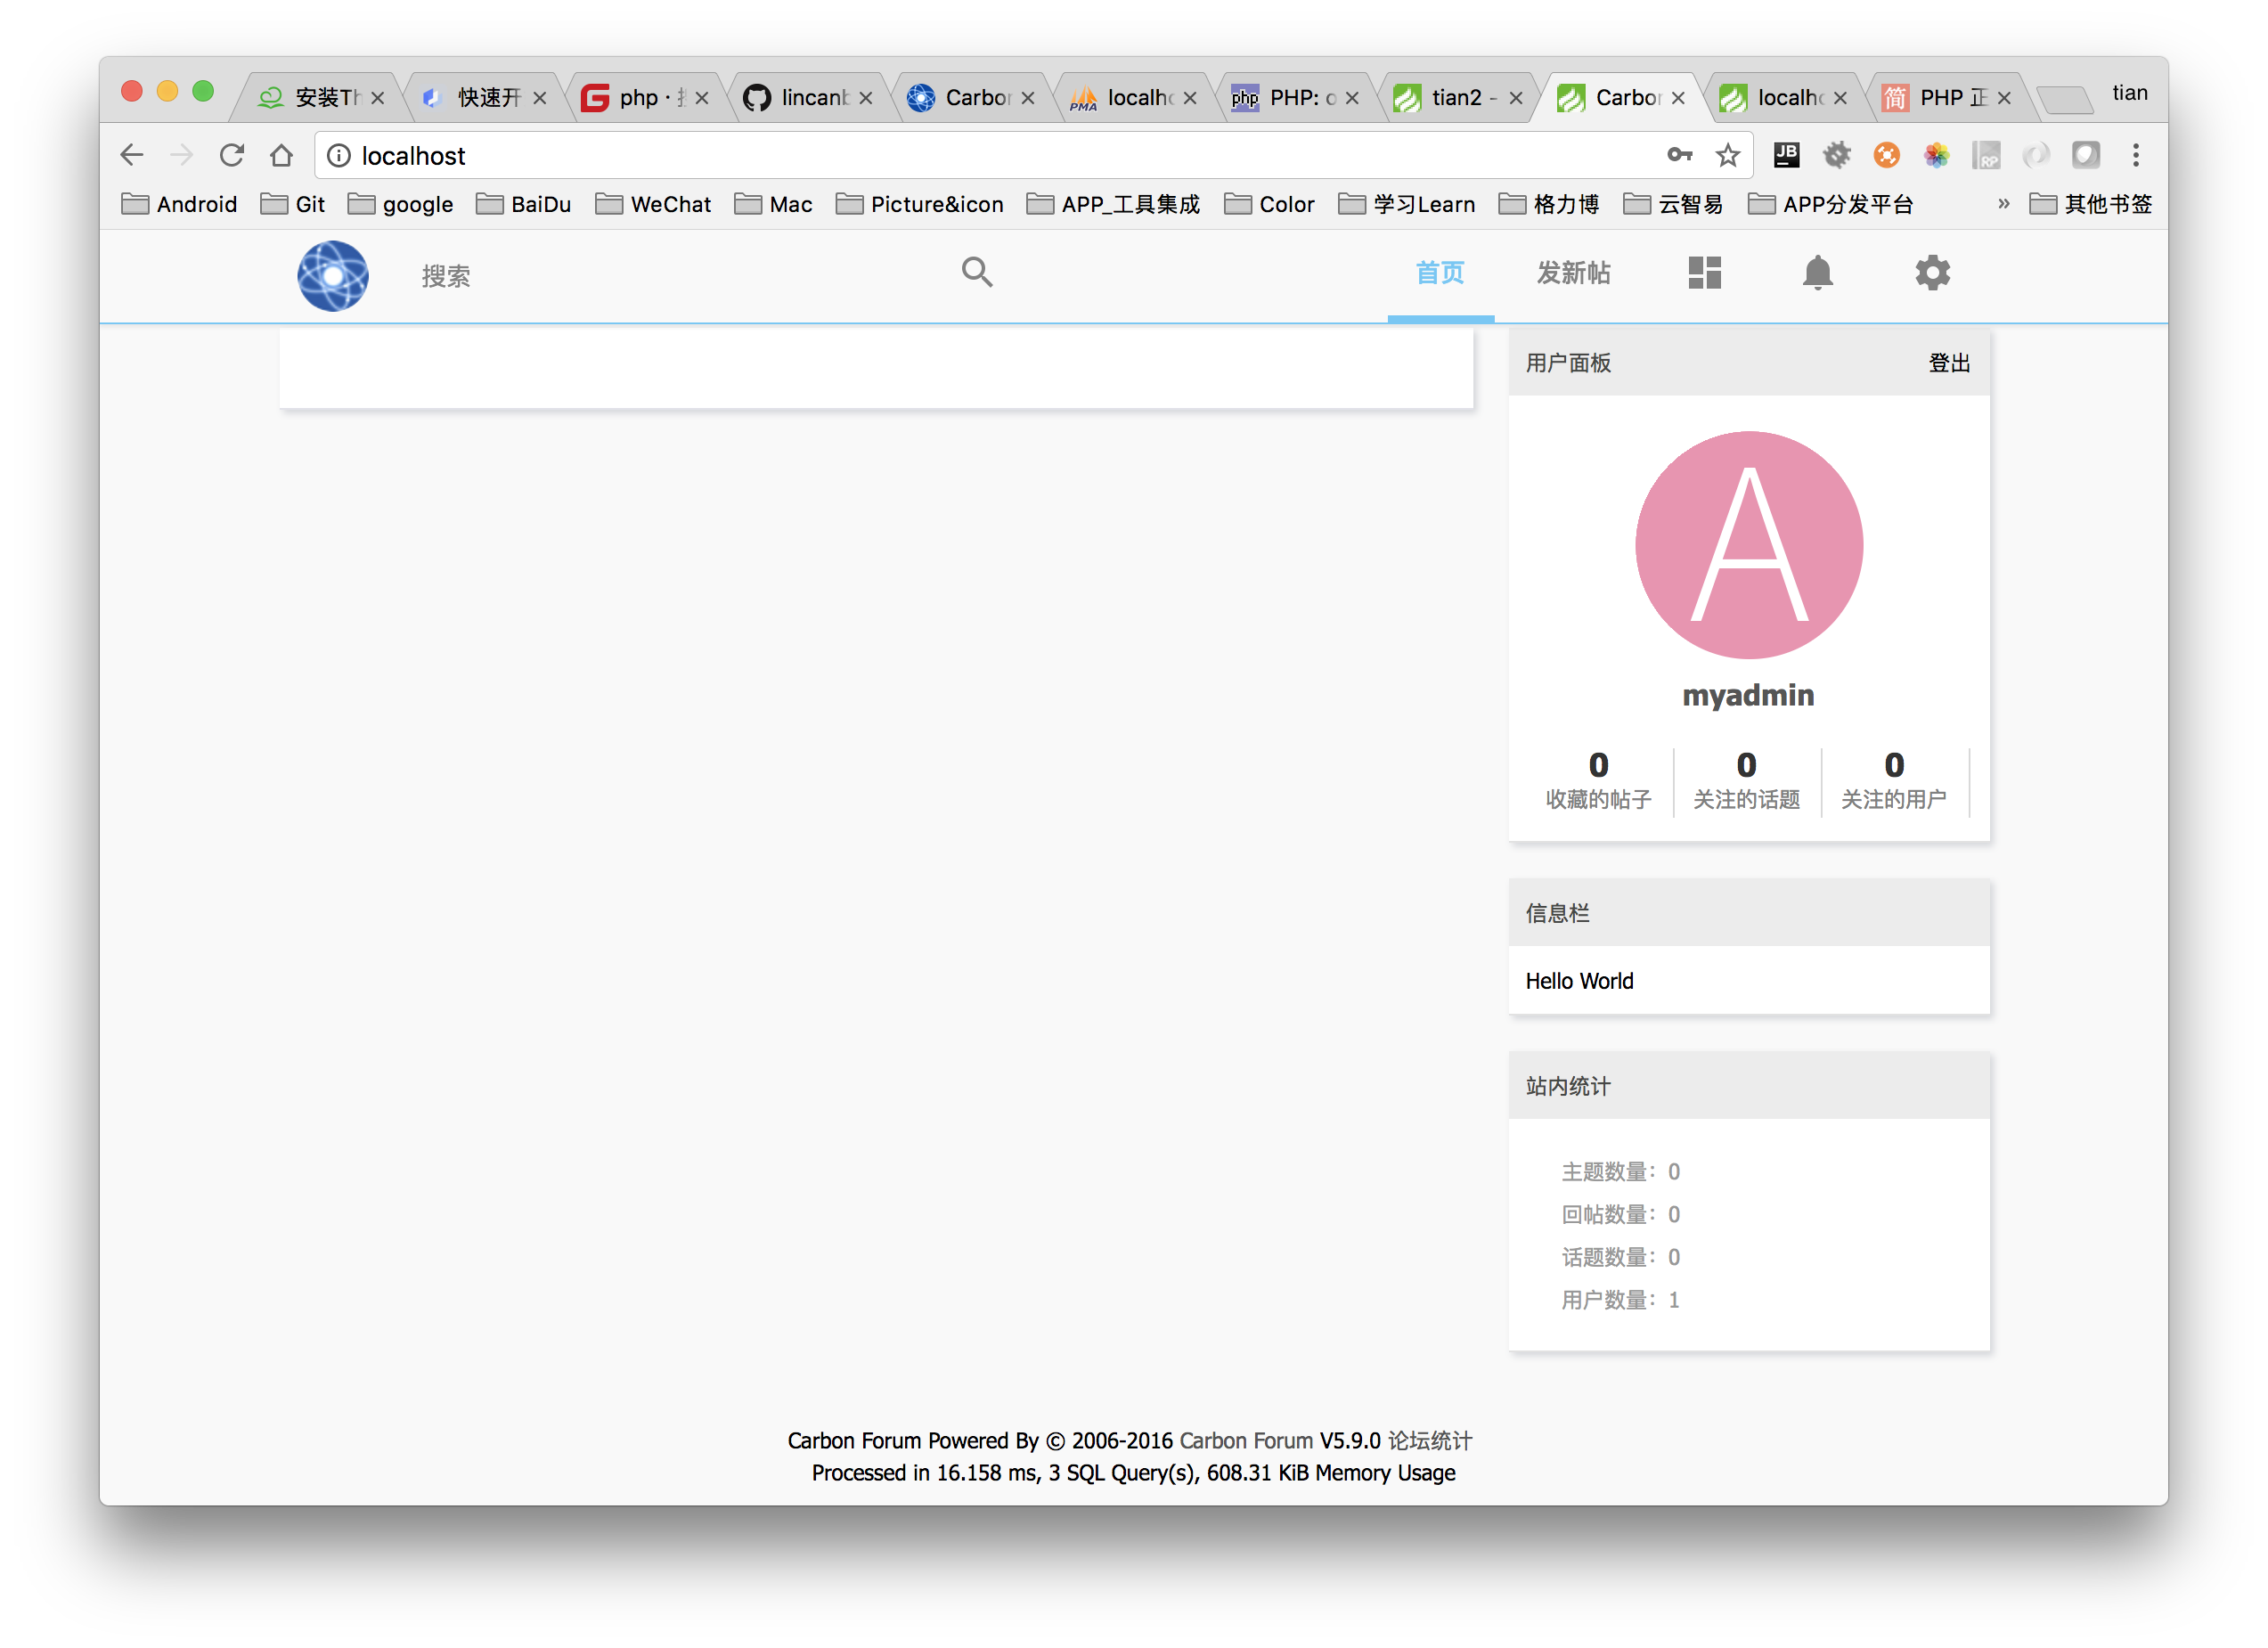 安装Th
快速开
php · 
lincanb
Carbon
localho
PHP: o
tian2 -
Carbon
localho
PHP 正
tian
localhost
Android
Git
google
BaiDu
WeChat
Mac
Picture&icon
APP_工具集成
Color
学习Learn
格力博
云智易
APP分发平台
»
其他书签
搜索
首页
发新帖
用户面板 登出
A
myadmin
0 0 0
收藏的帖子 关注的话题 关注的用户
信息栏
Hello World
站内统计
主题数量：0
回帖数量：0
话题数量：0
用户数量：1
Carbon Forum Powered By © 2006-2016 Carbon Forum V5.9.0 论坛统计
Processed in 16.158 ms, 3 SQL Query(s), 608.31 KiB Memory Usage